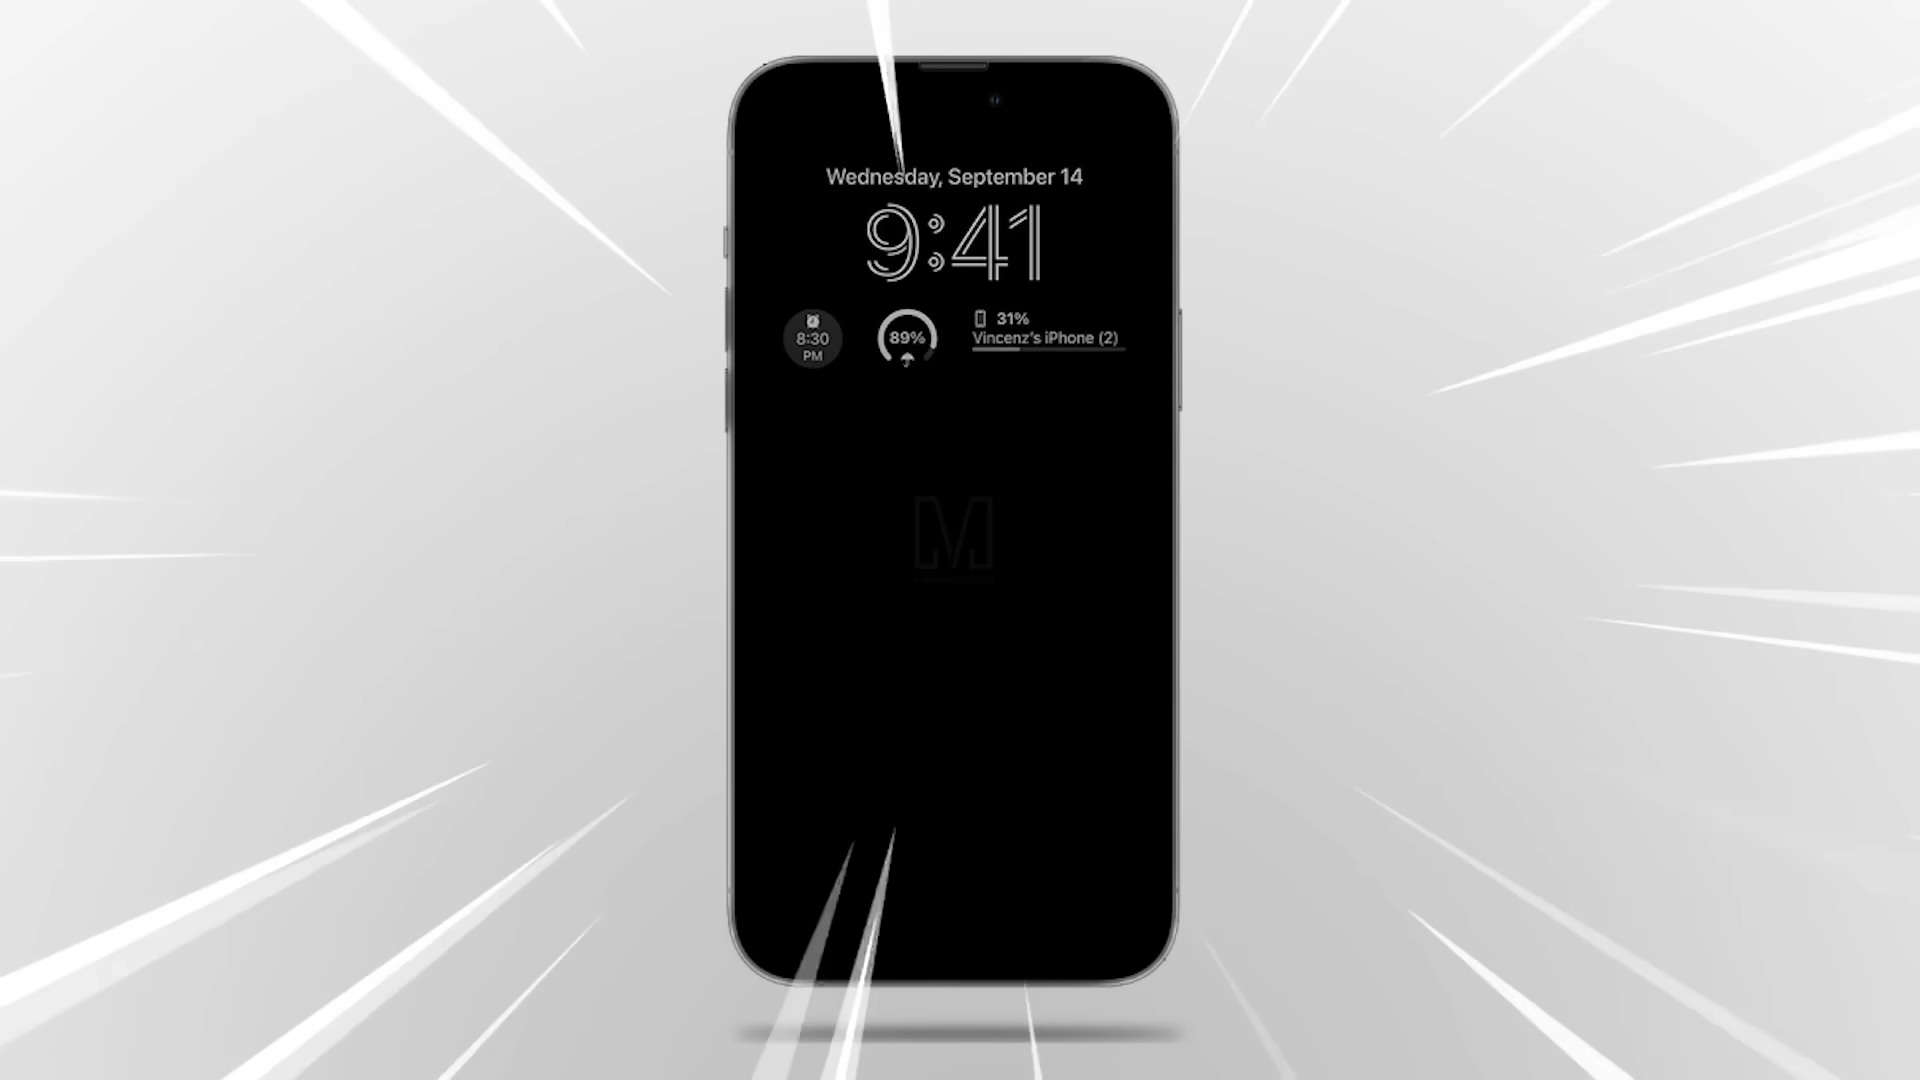 Wednesday, September 14
9:41
8:30
PM
89%
31%
Vincenz's iPhone (2)
M